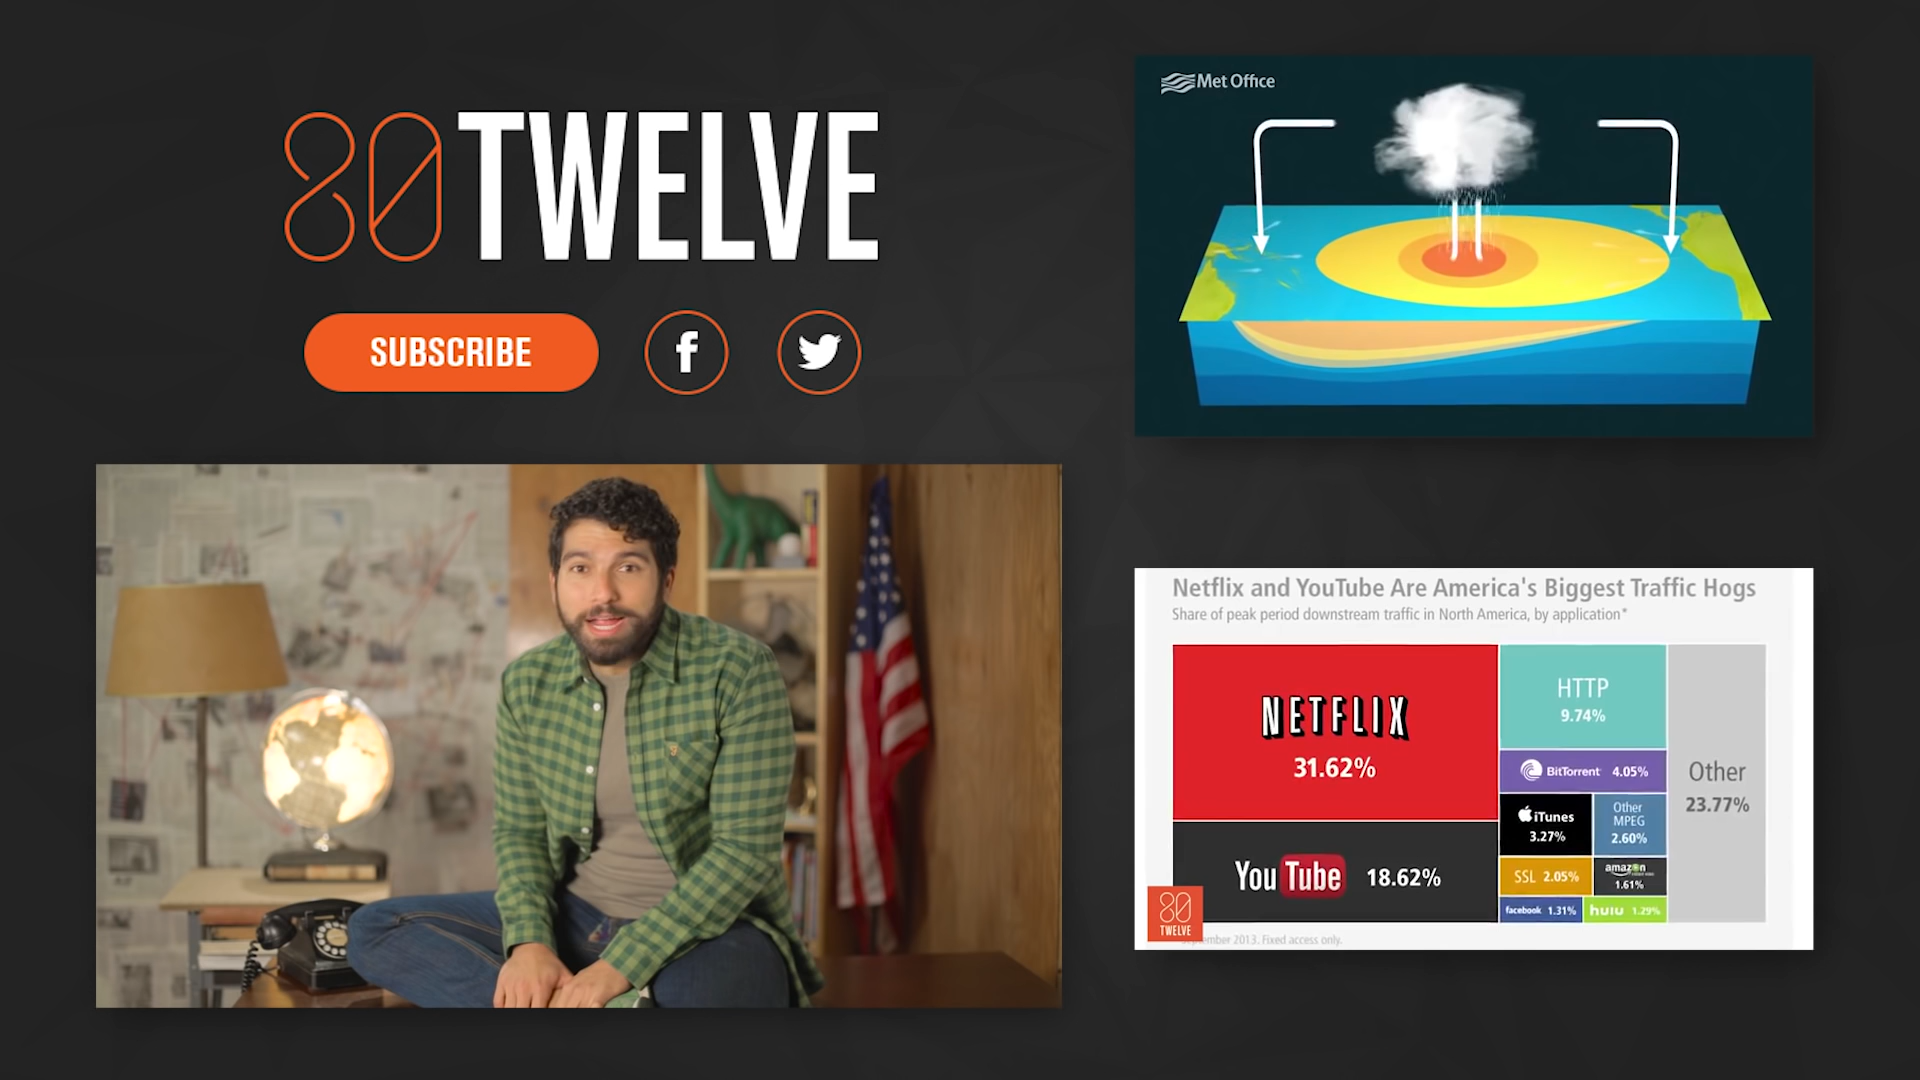 80TWELVE
SUBSCRIBE
Met Office
Netflix and YouTube Are America's Biggest Traffic Hogs
Share of peak period downstream traffic in North America, by application*
NETFLIX
31.62%
YouTube 18.62%
HTTP
9.74%
BitTorrent 4.05%
iTunes
3.27%
Other
MPEG
2.60%
SSL 2.05%
amazon
1.61%
facebook 1.31%
hulu 1.29%
Other
23.77%
80
TWELVE
2013. Fixed access only.